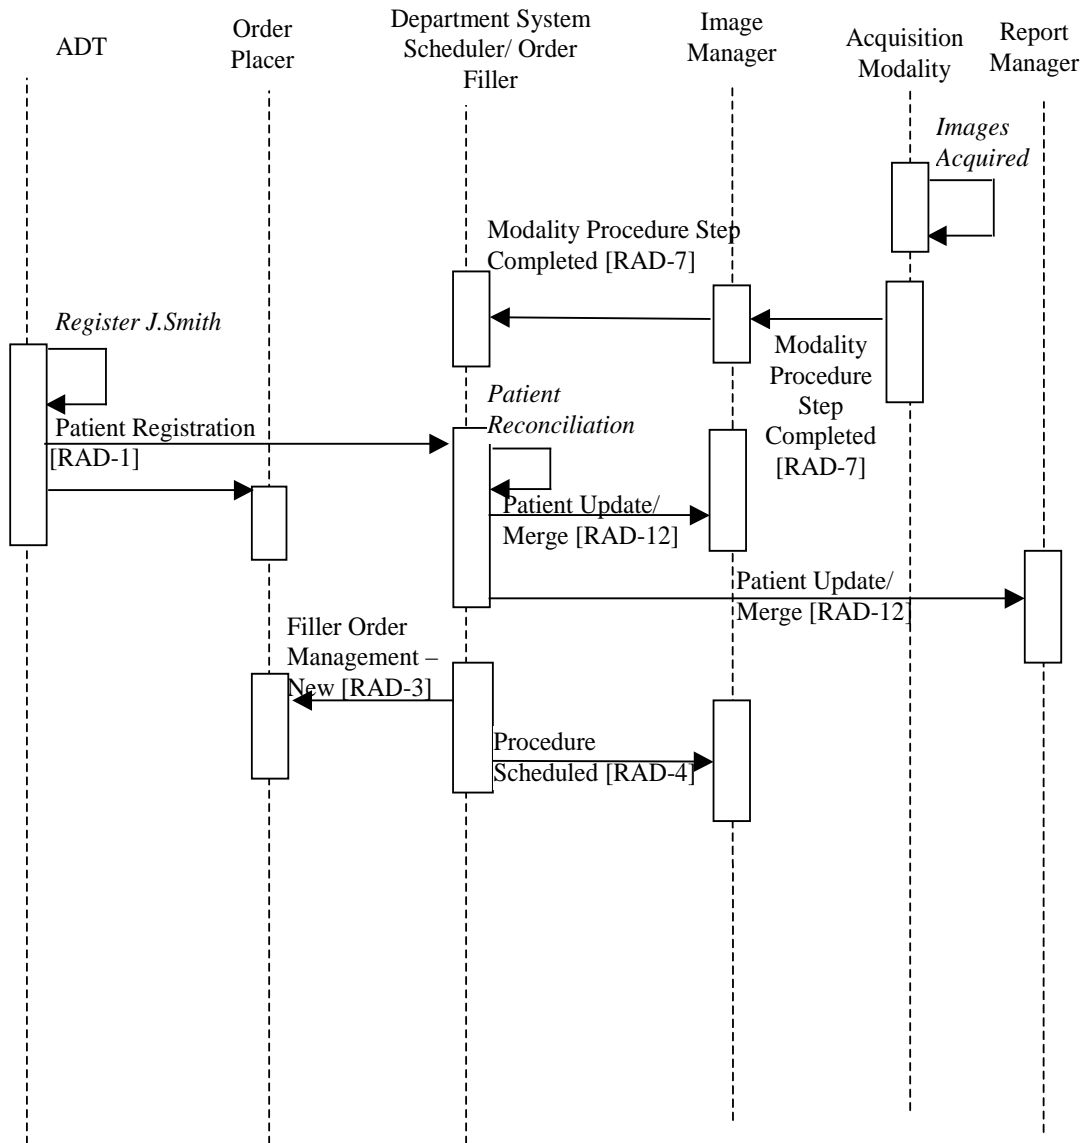 ADT
Order
Placer
Department System
Scheduler/ Order
Filler
Image
Manager
Acquisition
Modality
Report
Manager
Images
Acquired
Modality Procedure Step
Completed [RAD-7]
Register J.Smith
Modality
Procedure
Step
Completed
[RAD-7]
Patient
Reconciliation
Patient Registration
[RAD-1]
Patient Update/
Merge [RAD-12]
Patient Update/
Merge [RAD-12]
Filler Order
Management –
New [RAD-3]
Procedure
Scheduled [RAD-4]